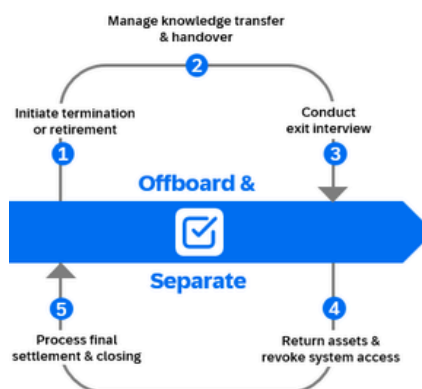 Manage knowledge transfer
& handover
2
Initiate termination
or retirement
1
Conduct
exit interview
3
Offboard &
Separate
5
Process final
settlement & closing
4
Return assets &
revoke system access